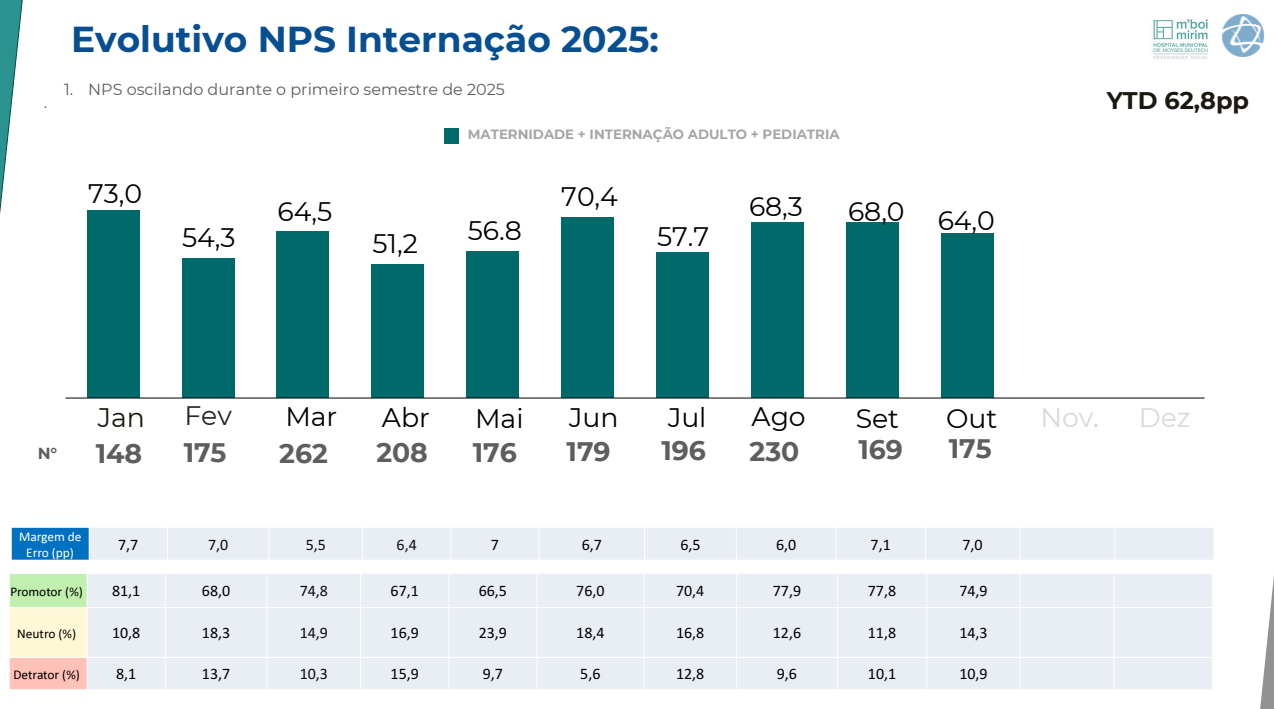 Evolutivo NPS Internação 2025:
m'boi
mirim
HOSPITAL MUNICIPAL
DR. MOYSES DEUTSCH
ORGANIZAÇÃO SOCIAL
1. NPS oscilando durante o primeiro semestre de 2025
.
YTD 62,8pp
MATERNIDADE + INTERNAÇÃO ADULTO + PEDIATRIA
73,0 54,3 64,5 51,2 56.8 70,4 57.7 68,3 68,0 64,0
Jan Fev Mar Abr Mai Jun Jul Ago Set Out Nov. Dez
N° 148 175 262 208 176 179 196 230 169 175
Margem de
Erro (pp) 7,7 7,0 5,5 6,4 7 6,7 6,5 6,0 7,1 7,0
Promotor (%) 81,1 68,0 74,8 67,1 66,5 76,0 70,4 77,9 77,8 74,9
Neutro (%) 10,8 18,3 14,9 16,9 23,9 18,4 16,8 12,6 11,8 14,3
Detrator (%) 8,1 13,7 10,3 15,9 9,7 5,6 12,8 9,6 10,1 10,9